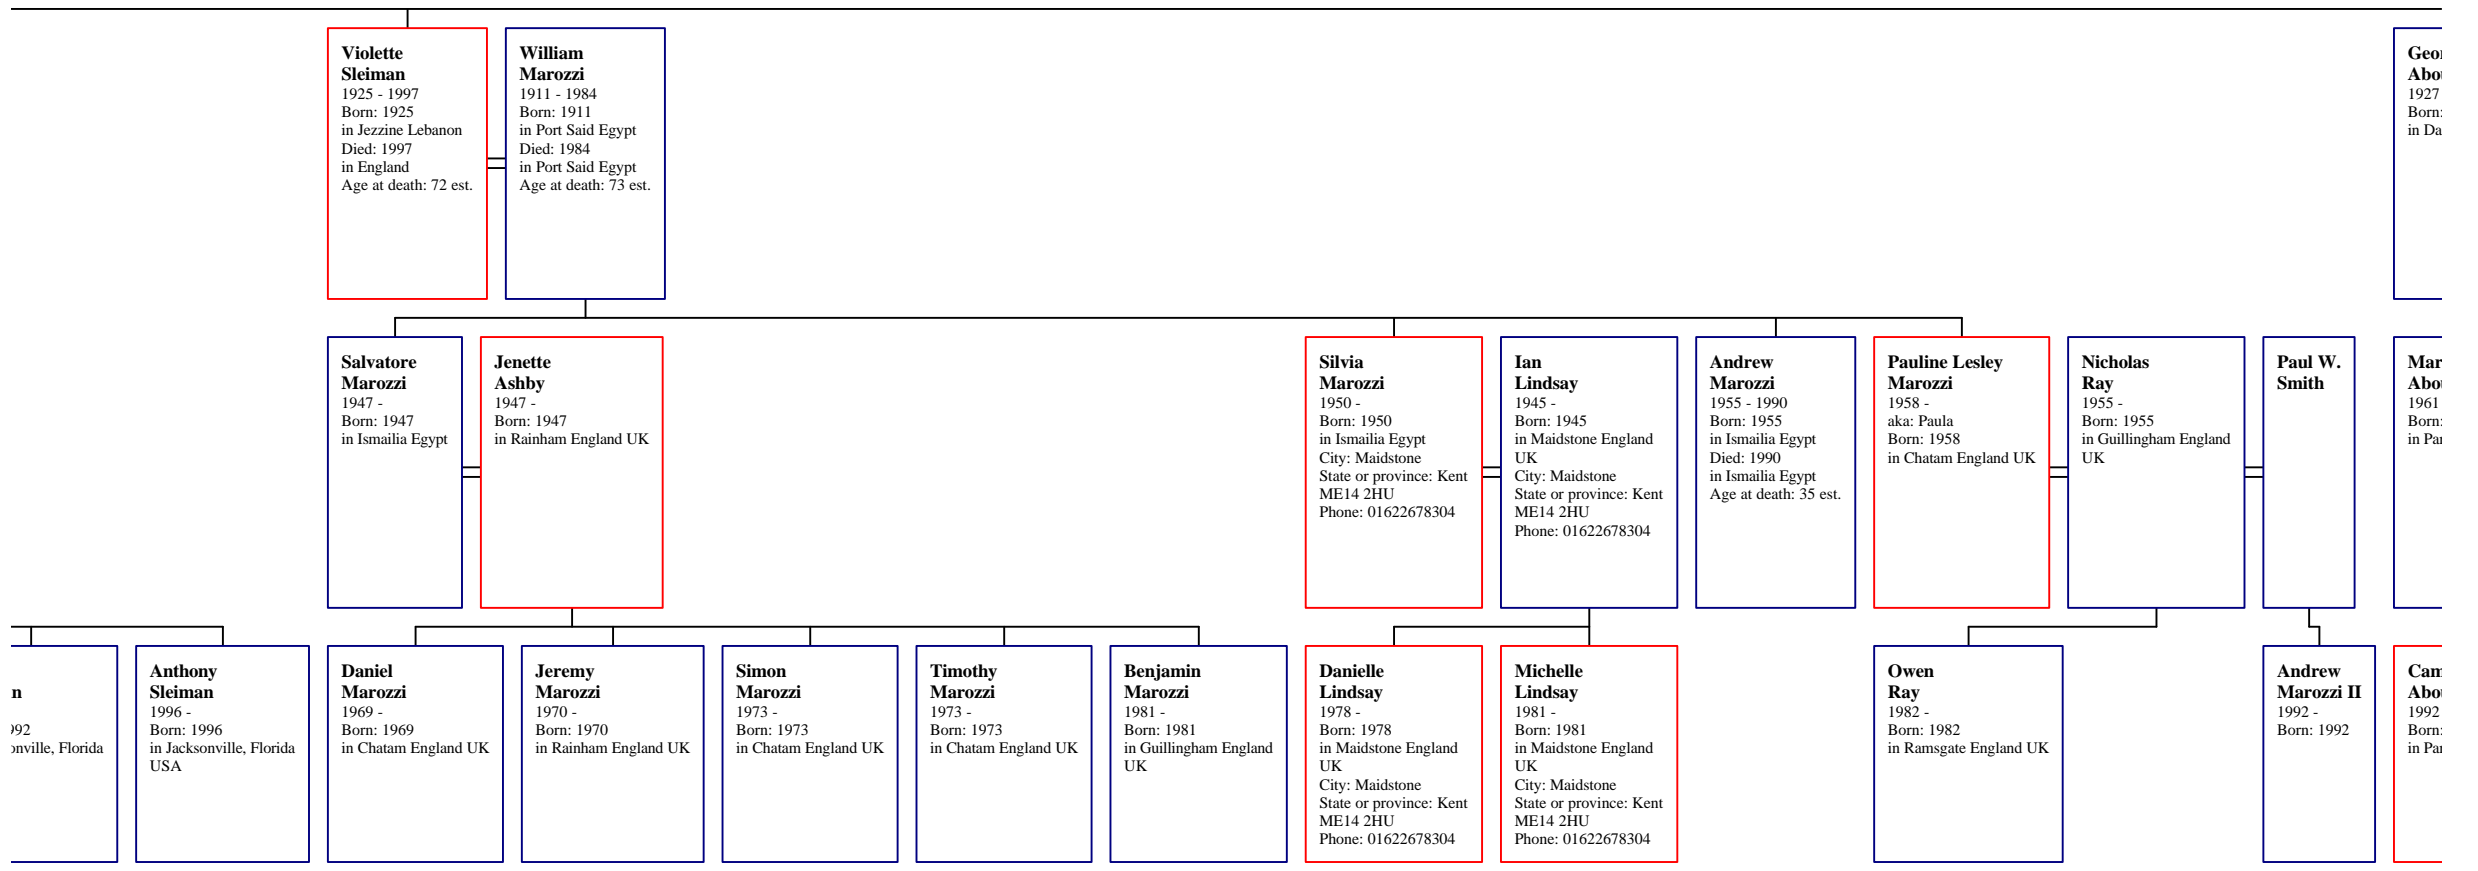 Violette
Sleiman
1925 - 1997
Born: 1925
in Jezzine Lebanon
Died: 1997
in England
Age at death: 72 est.
William
Marozzi
1911 - 1984
Born: 1911
in Port Said Egypt
Died: 1984
in Port Said Egypt
Age at death: 73 est.
1927
Born:
in
Salvatore
Marozzi
1947 -
Born: 1947
in Ismailia Egypt
Jenette
Ashby
1947 -
Born: 1947
in Rainham England UK
Silvia
Marozzi
1950 -
Born: 1950
in Ismailia Egypt
City: Maidstone
State or province: Kent
ME14 2HU
Phone: 01622678304
Ian
Lindsay
1945 -
Born: 1945
in Maidstone England
UK
City: Maidstone
State or province: Kent
ME14 2HU
Phone: 01622678304
Andrew
Marozzi
1955 - 1990
Born: 1955
in Ismailia Egypt
Died: 1990
in Ismailia Egypt
Age at death: 35 est.
Pauline Lesley
Marozzi
1958 -
aka: Paula
Born: 1958
in Chatam England UK
Nicholas
Ray
1955 -
Born: 1955
in Guillingham England
UK
Paul W.
Smith
1961
Born:
in
Florida
Anthony
Sleiman
1996 -
Born: 1996
in Jacksonville, Florida
USA
Daniel
Marozzi
1969 -
Born: 1969
in Chatam England UK
Jeremy
Marozzi
1970 -
Born: 1970
in Rainham England UK
Simon
Marozzi
1973 -
Born: 1973
in Chatam England UK
Timothy
Marozzi
1973 -
Born: 1973
in Chatam England UK
Benjamin
Marozzi
1981 -
Born: 1981
in Guillingham England
UK
Danielle
Lindsay
1978 -
Born: 1978
in Maidstone England
UK
City: Maidstone
State or province: Kent
ME14 2HU
Phone: 01622678304
Michelle
Lindsay
1981 -
Born: 1981
in Maidstone England
UK
City: Maidstone
State or province: Kent
ME14 2HU
Phone: 01622678304
Owen
Ray
1982 -
Born: 1982
in Ramsgate England UK
Andrew
Marozzi II
1992 -
Born: 1992
1992
Born:
in